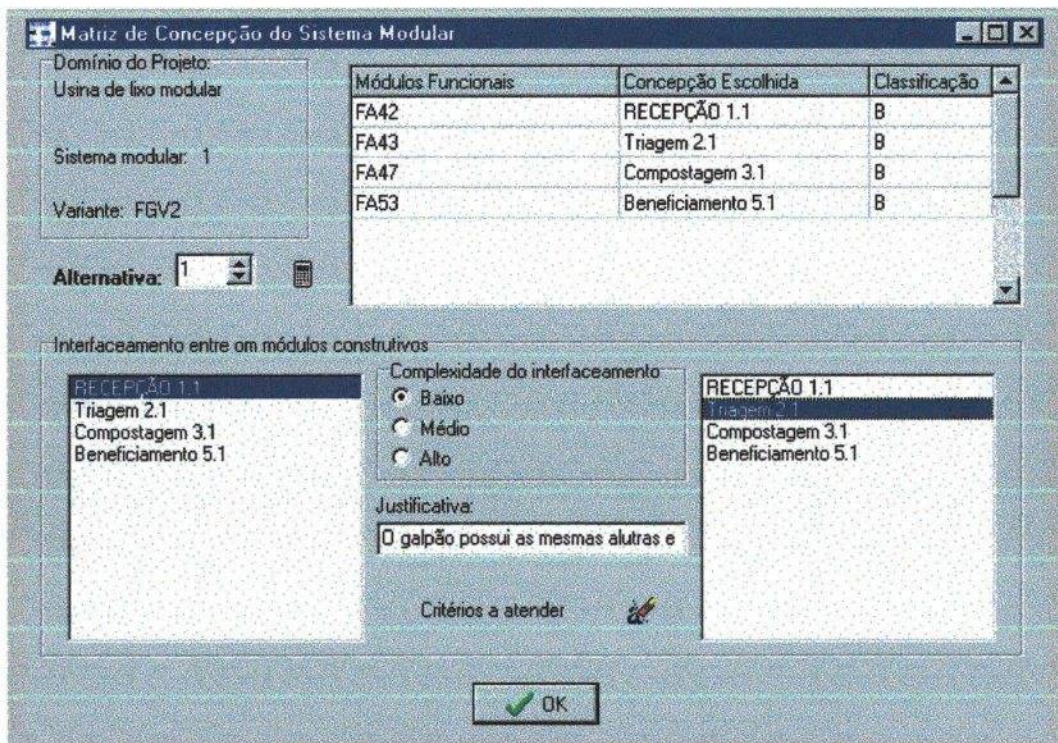 Matriz de Concepção do Sistema Modular
Domínio do Projeto:
Usina de lixo modular
Sistema modular: 1
Variante: FGV2
Alternativa: 1
Módulos Funcionais Concepção Escolhida Classificação
FA42 RECEPÇÃO 1.1 B
FA43 Triagem 2.1 B
FA47 Compostagem 3.1 B
FA53 Beneficiamento 5.1 B
Interfaceamento entre om módulos construtivos
RECEPÇÃO 1.1
Triagem 2.1
Compostagem 3.1
Beneficiamento 5.1
Complexidade do interfaceamento
Baixo
Médio
Alto
Justificativa:
O galpão possui as mesmas alutras e
Critérios a atender
RECEPÇÃO 1.1
Triagem 2.1
Compostagem 3.1
Beneficiamento 5.1
OK